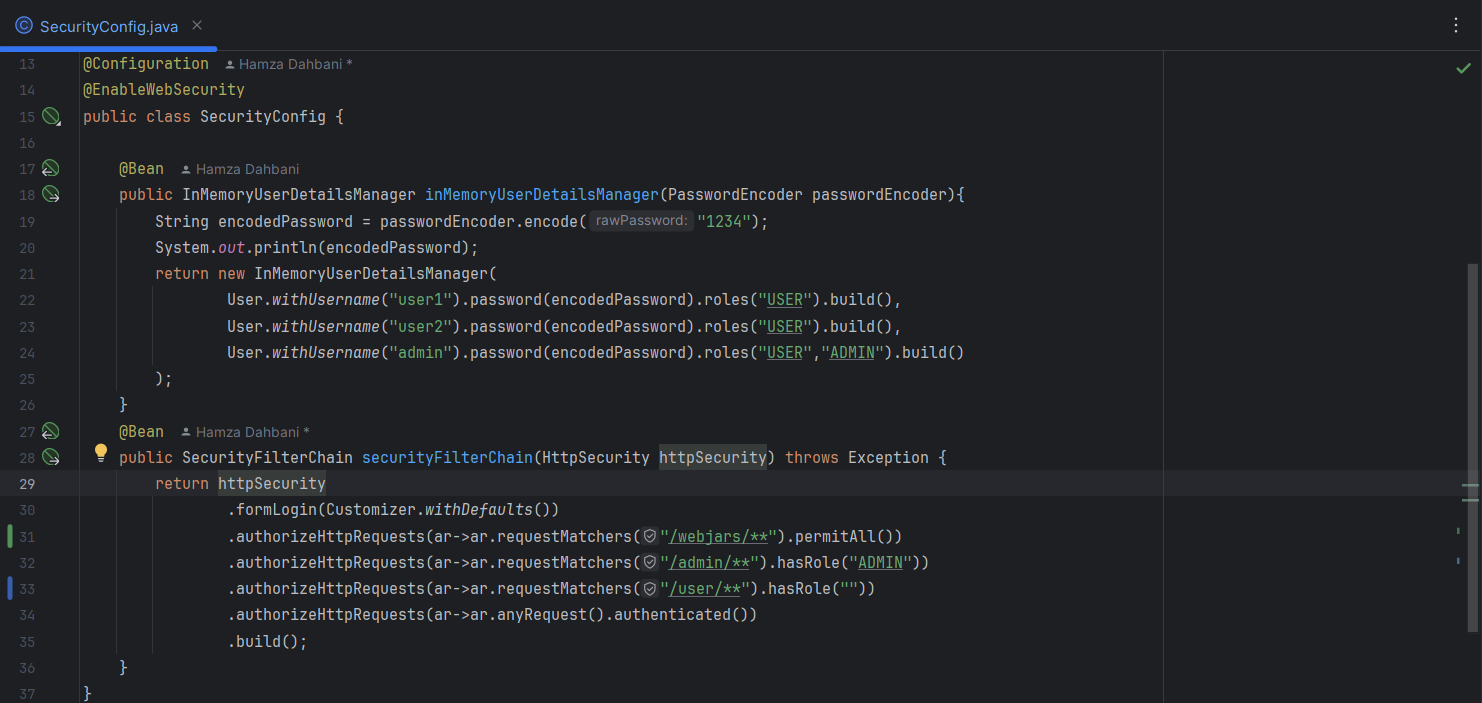 SecurityConfig.java
13 @Configuration Hamza Dahbani *
14 @EnableWebSecurity
15 public class SecurityConfig {
16
17 @Bean Hamza Dahbani
18 public InMemoryUserDetailsManager inMemoryUserDetailsManager(PasswordEncoder passwordEncoder){
19 String encodedPassword = passwordEncoder.encode( rawPassword: "1234");
20 System.out.println(encodedPassword);
21 return new InMemoryUserDetailsManager(
22 User.withUsername("user1").password(encodedPassword).roles("USER").build(),
23 User.withUsername("user2").password(encodedPassword).roles("USER").build(),
24 User.withUsername("admin").password(encodedPassword).roles("USER","ADMIN").build()
25 );
26 }
27 @Bean Hamza Dahbani *
28 public SecurityFilterChain securityFilterChain(HttpSecurity httpSecurity) throws Exception {
29 return httpSecurity
30 .formLogin(Customizer.withDefaults())
31 .authorizeHttpRequests(ar->ar.requestMatchers("/webjars/**").permitAll())
32 .authorizeHttpRequests(ar->ar.requestMatchers("/admin/**").hasRole("ADMIN"))
33 .authorizeHttpRequests(ar->ar.requestMatchers("/user/**").hasRole(""))
34 .authorizeHttpRequests(ar->ar.anyRequest().authenticated())
35 .build();
36 }
37 }